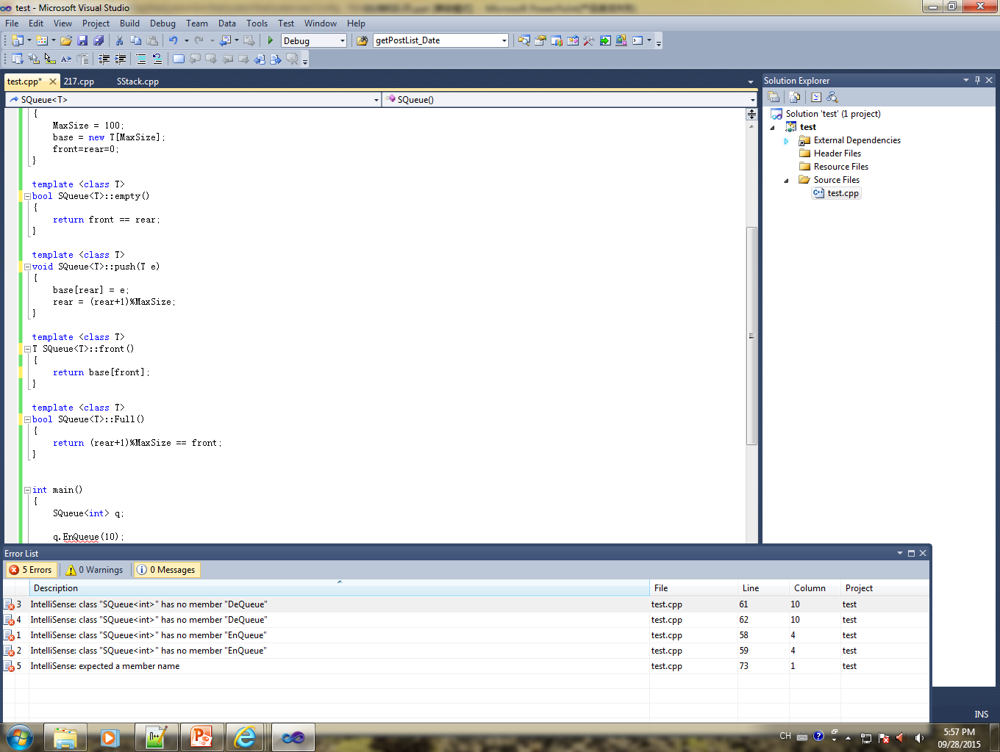 test - Microsoft Visual Studio
File Edit View Project Build Debug Team Data Tools Test Window Help
Debug getPostList_Date
test.cpp* 217.cpp SStack.cpp
SQueue<T> SQueue()
{
MaxSize = 100;
base = new T[MaxSize];
front=rear=0;
}
template <class T>
bool SQueue<T>::empty()
{
return front == rear;
}
template <class T>
void SQueue<T>::push(T e)
{
base[rear] = e;
rear = (rear+1)%MaxSize;
}
template <class T>
T SQueue<T>::front()
{
return base[front];
}
template <class T>
bool SQueue<T>::Full()
{
return (rear+1)%MaxSize == front;
}
int main()
{
SQueue<int> q;
q.EnQueue(10);
Solution Explorer
Solution 'test' (1 project)
test
External Dependencies
Header Files
Resource Files
Source Files
test.cpp
Error List
5 Errors 0 Warnings 0 Messages
Description File Line Column Project
3 IntelliSense: class "SQueue<int>" has no member "DeQueue" test.cpp 61 10 test
4 IntelliSense: class "SQueue<int>" has no member "DeQueue" test.cpp 62 10 test
1 IntelliSense: class "SQueue<int>" has no member "EnQueue" test.cpp 58 4 test
2 IntelliSense: class "SQueue<int>" has no member "EnQueue" test.cpp 59 4 test
5 IntelliSense: expected a member name test.cpp 73 1 test
INS
CH
5:57 PM
09/28/2015